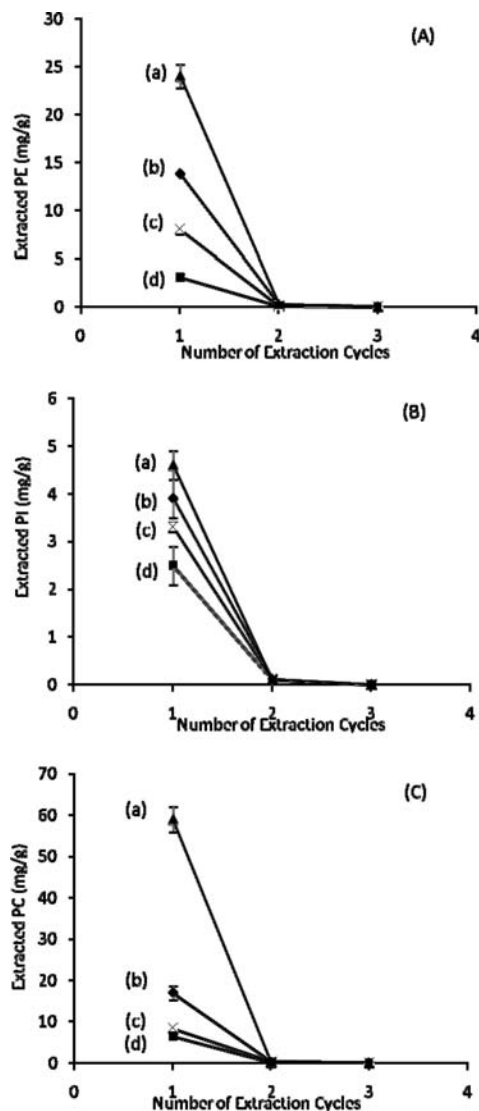 (A)
30
25
20
15
10
5
0
Extracted PE (mg/g)
(a)
(b)
(c)
(d)
0 1 2 3 4
Number of Extraction Cycles
(B)
6
5
4
3
2
1
0
Extracted PI (mg/g)
(a)
(b)
(c)
(d)
0 1 2 3 4
Number of Extraction Cycles
(C)
70
60
50
40
30
20
10
0
Extracted PC (mg/g)
(a)
(b)
(c)
(d)
0 1 2 3 4
Number of Extraction Cycles